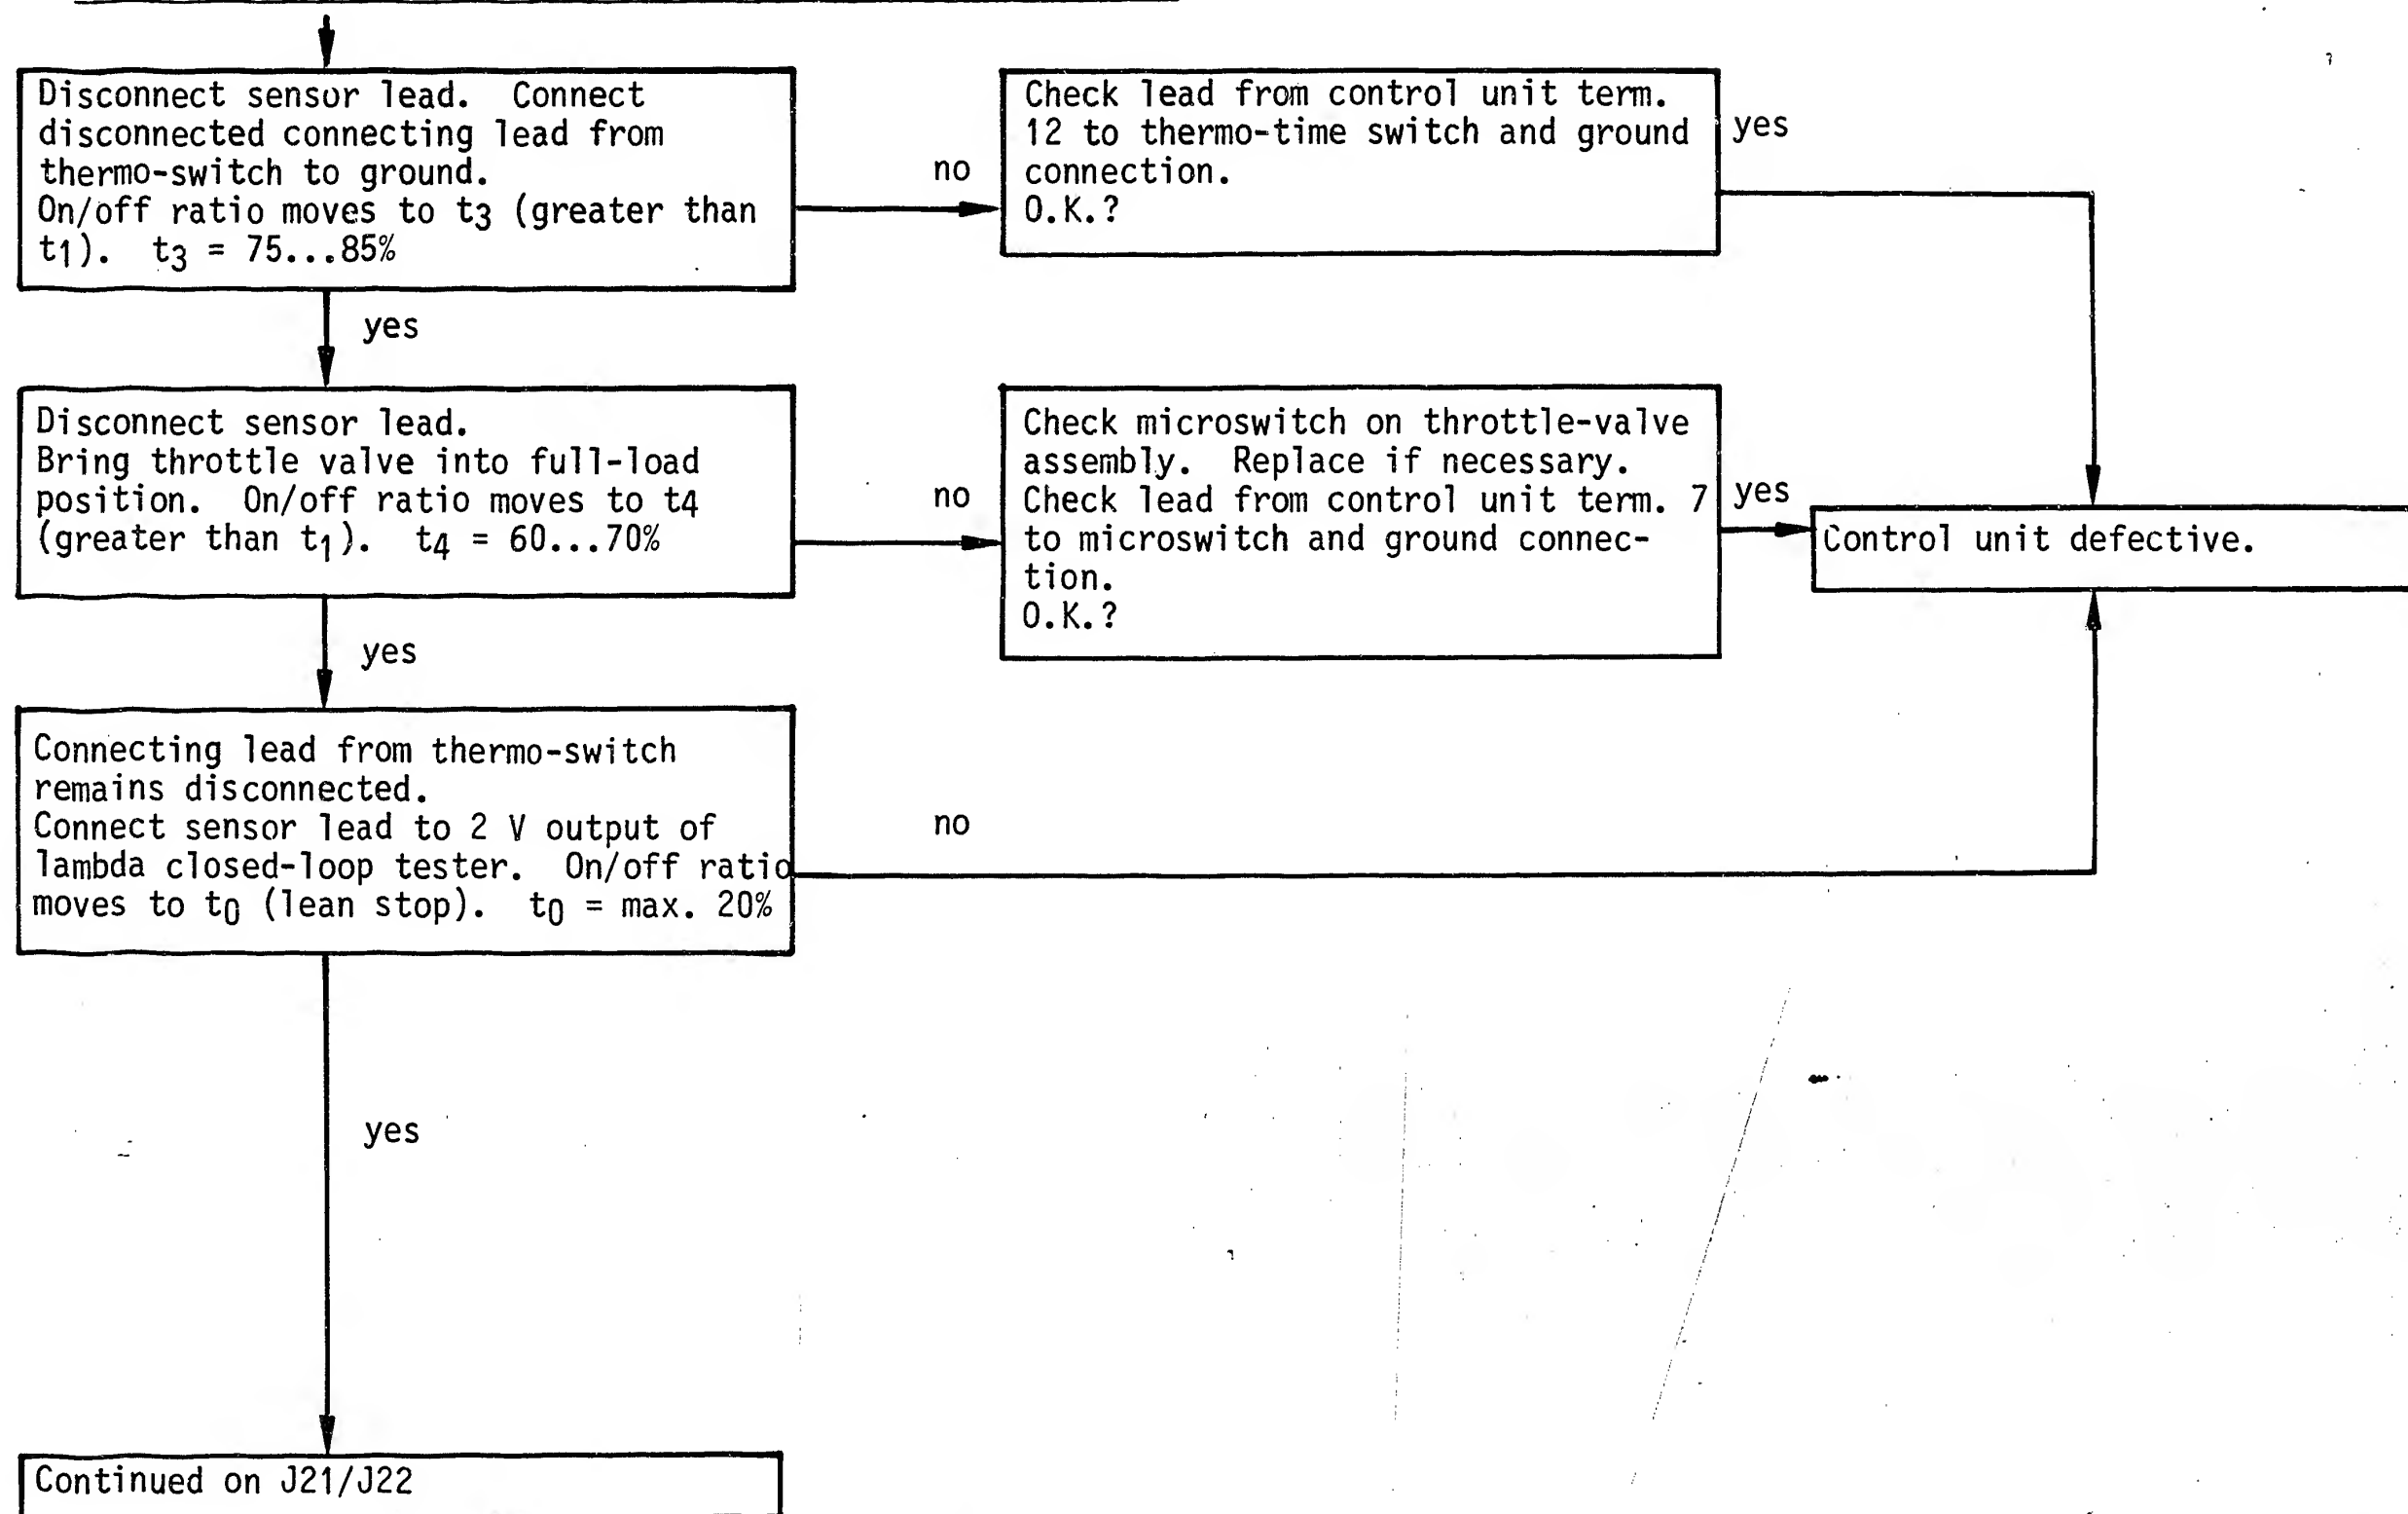 Disconnect sensor lead. Connect
disconnected connecting lead from
thermo-switch to ground.
On/off ratio moves to t3 (greater than
t1). t3 = 75...85%
no
Check lead from control unit term.
12 to thermo-time switch and ground
connection.
O.K.?
yes
yes
Disconnect sensor lead.
Bring throttle valve into full-load
position. On/off ratio moves to t4
(greater than t1). t4 = 60...70%
no
Check microswitch on throttle-valve
assembly. Replace if necessary.
Check lead from control unit term. 7
to microswitch and ground connec-
tion.
O.K.?
yes
Control unit defective.
yes
Connecting lead from thermo-switch
remains disconnected.
Connect sensor lead to 2 V output of
lambda closed-loop tester. On/off ratio
moves to t0 (lean stop). t0 = max. 20%
no
yes
Continued on J21/J22